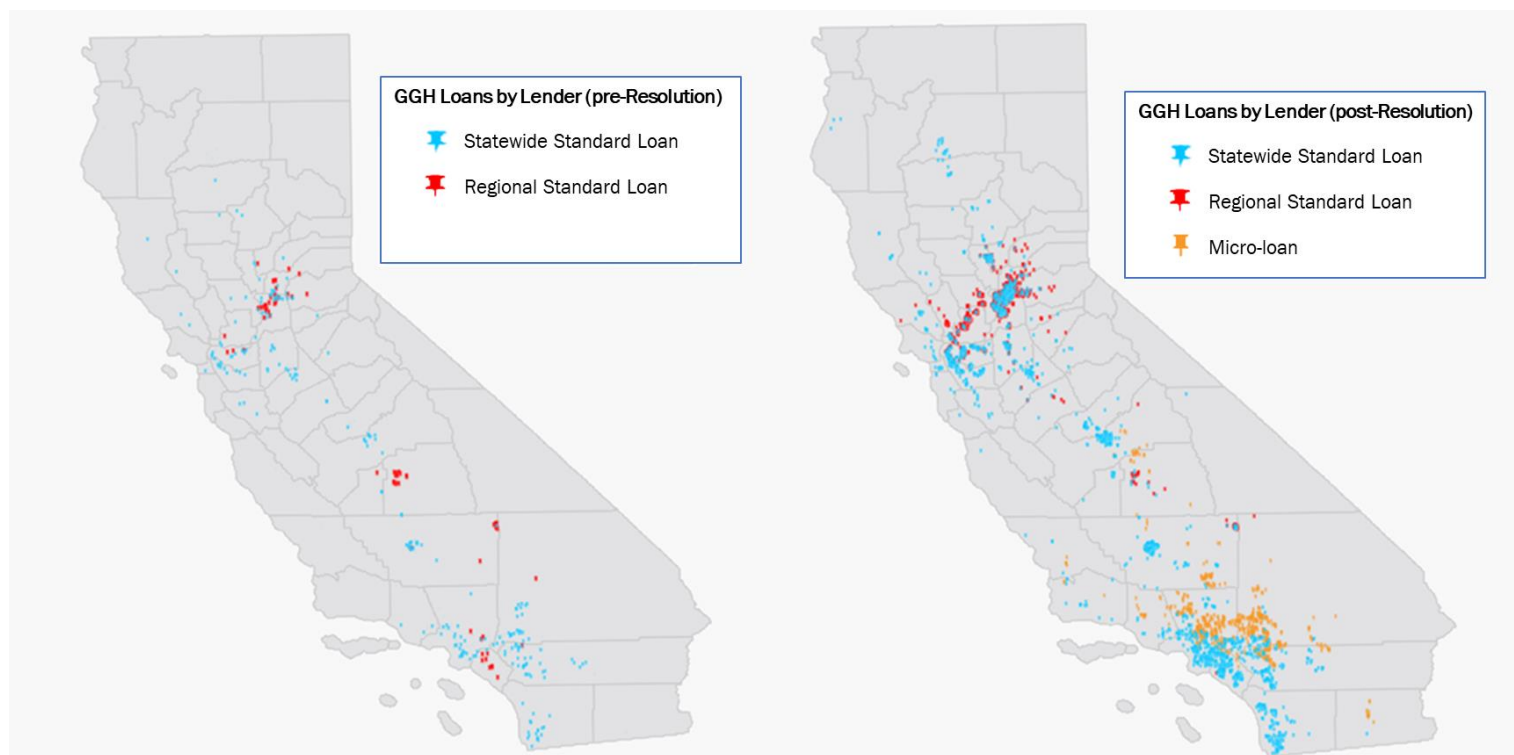 GGH Loans by Lender (pre-Resolution)
Statewide Standard Loan
Regional Standard Loan
GGH Loans by Lender (post-Resolution)
Statewide Standard Loan
Regional Standard Loan
Micro-loan